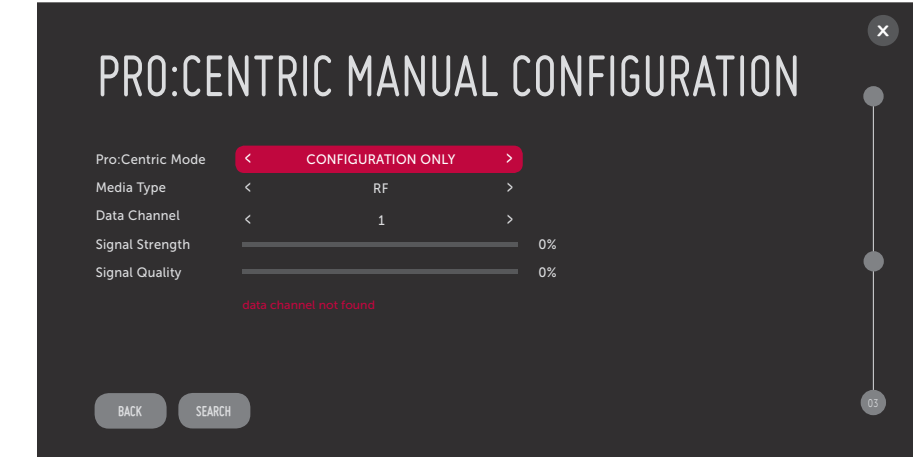 X
PRO:CENTRIC MANUAL CONFIGURATION
Pro:Centric Mode < CONFIGURATION ONLY >
Media Type < RF >
Data Channel < 1 >
Signal Strength 0%
Signal Quality 0%
data channel not found
BACK SEARCH 03